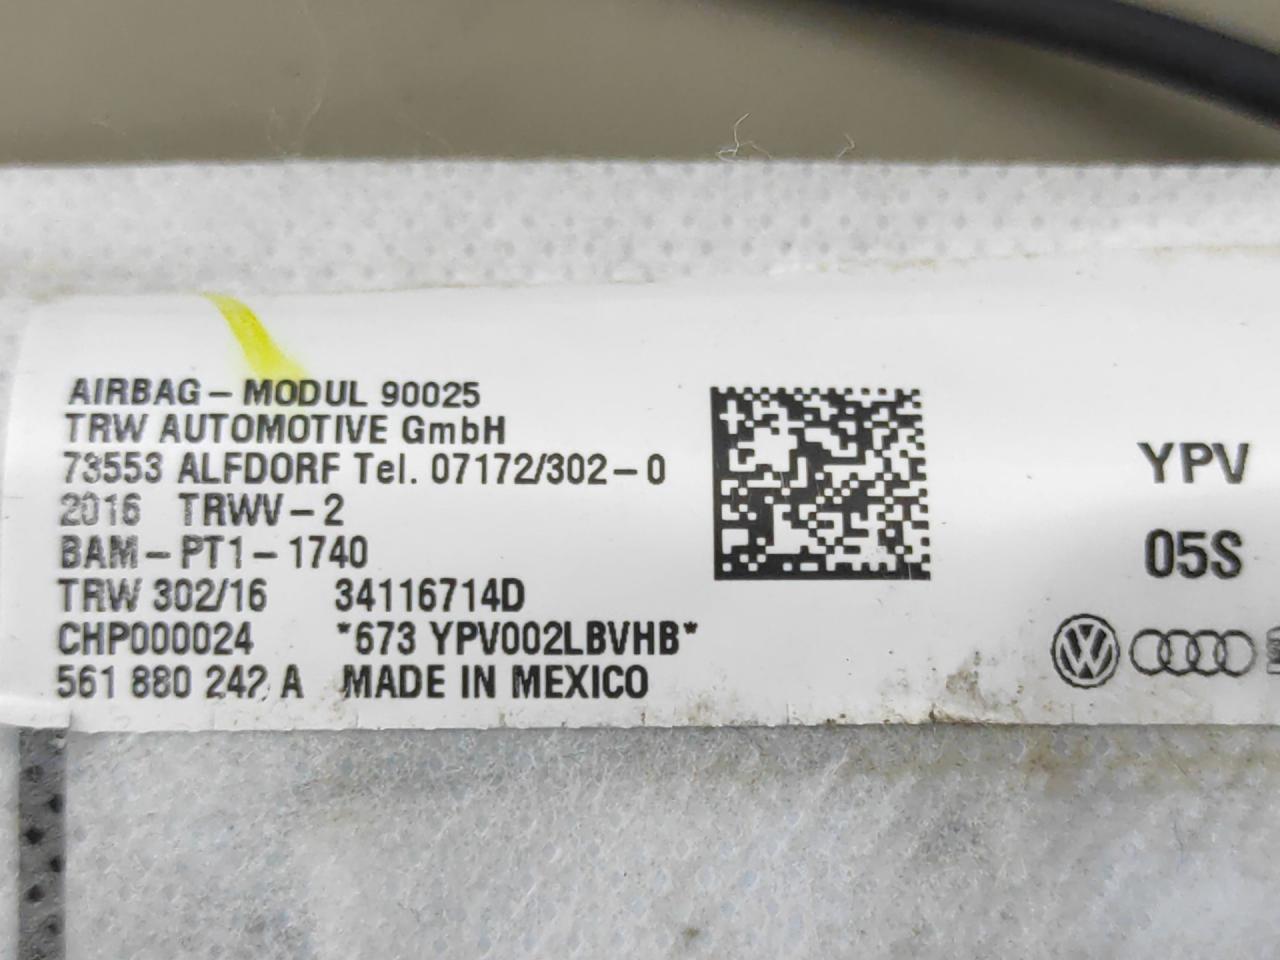 AIRBAG – MODUL 90025
TRW AUTOMOTIVE GmbH
73553 ALFDORF Tel. 07172/302 – 0
2016 TRWV – 2
BAM – PT1 – 1740
TRW 302/16 34116714D
CHP000024 *673 YPV002LBVHB*
561 880 242 A MADE IN MEXICO
YPV
05S